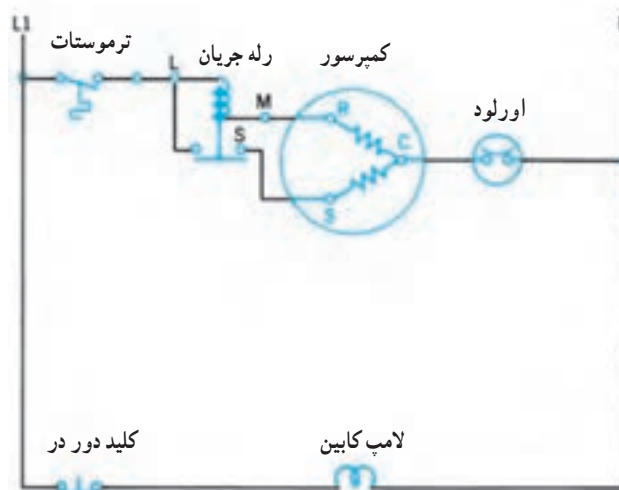 L1
ترموستات
رله جریان
کمپرسور
اورلود
L
M
S
R
C
S
کلید دور در
لامپ کابین